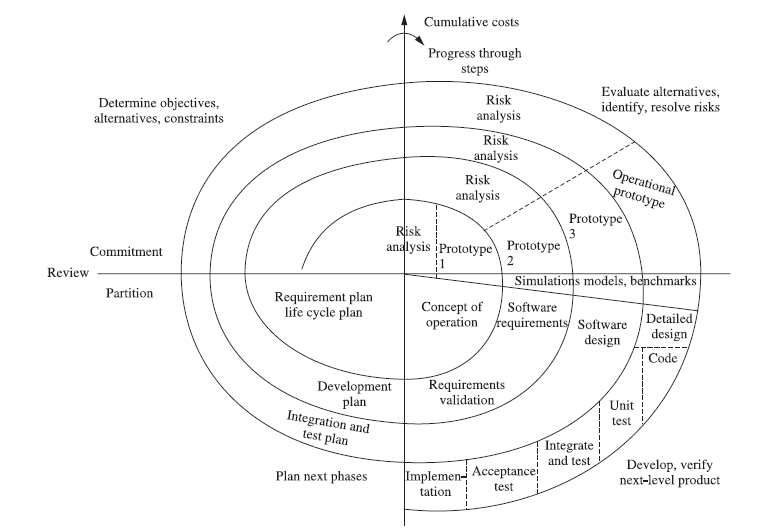 Cumulative costs
Progress through
steps
Determine objectives,
alternatives, constraints
Evaluate alternatives,
identify, resolve risks
Risk
analysis
Risk
analysis
Risk
analysis
Operational
prototype
Risk
analysis
Prototype
1
Prototype
2
Prototype
3
Commitment
Review
Partition
Simulations models, benchmarks
Requirement plan
life cycle plan
Concept of
operation
Software
requirements
Software
design
Detailed
design
Code
Development
plan
Requirements
validation
Integration and
test plan
Unit
test
Integrate
and test
Plan next phases
Implemen-
tation
Acceptance
test
Develop, verify
next-level product